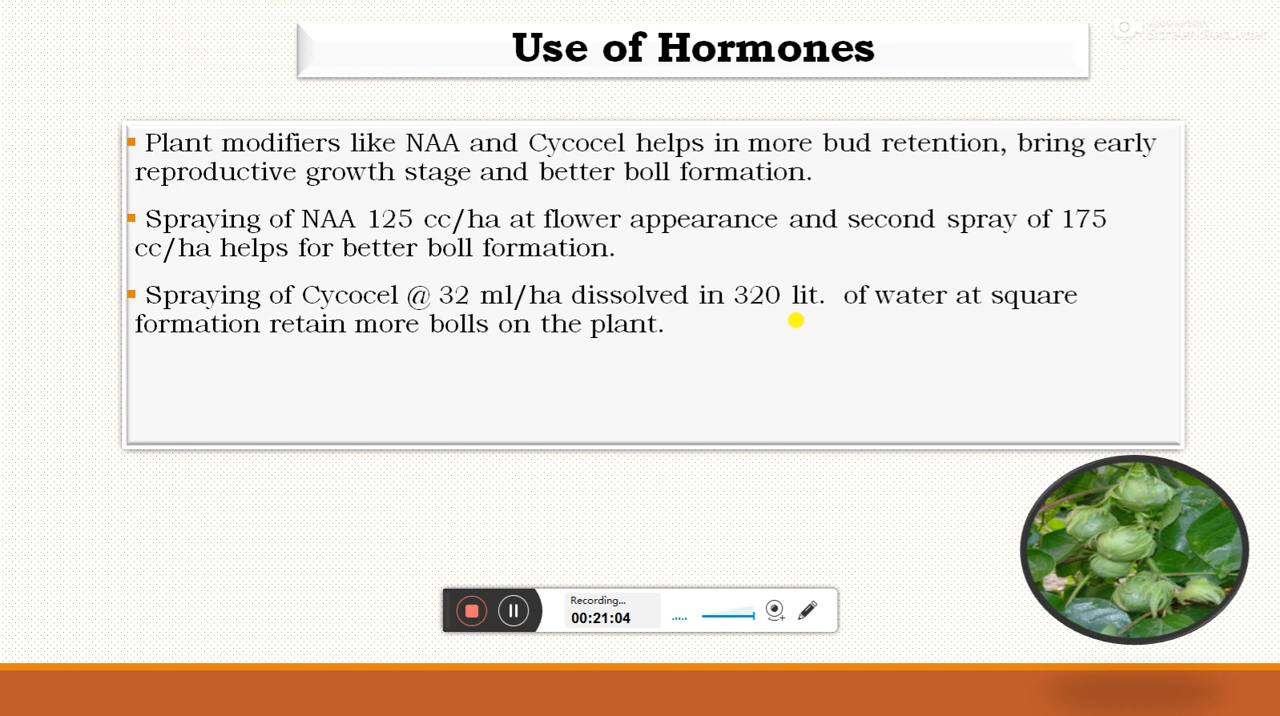 Use of Hormones
Screen Recorder
Plant modifiers like NAA and Cycocel helps in more bud retention, bring early
reproductive growth stage and better boll formation.
Spraying of NAA 125 cc/ha at flower appearance and second spray of 175
cc/ha helps for better boll formation.
Spraying of Cycocel @ 32 ml/ha dissolved in 320 lit. of water at square
formation retain more bolls on the plant.
Recording...
00:21:04